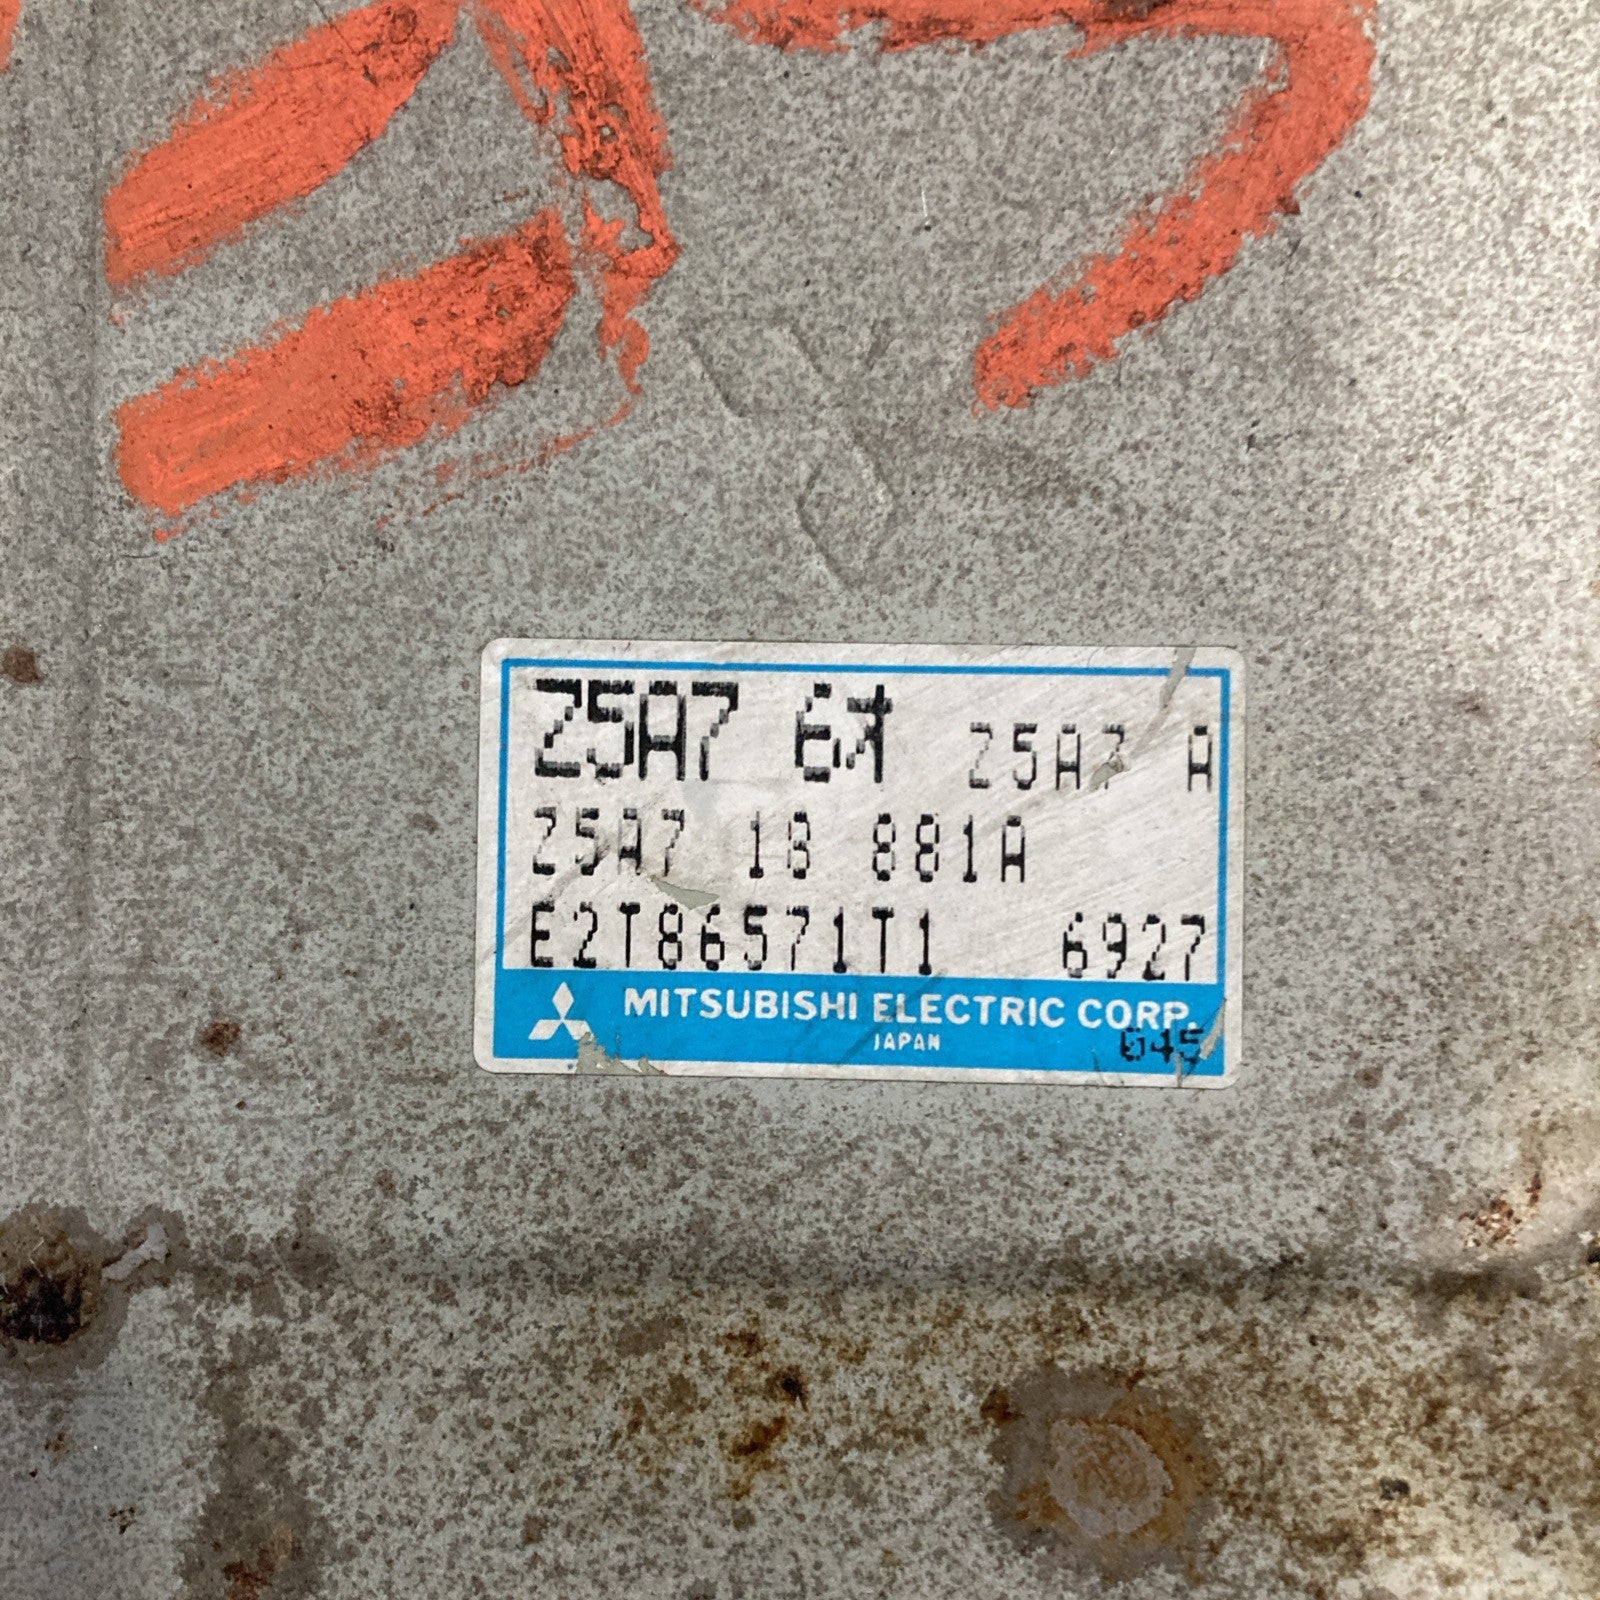 Z5A7 6オ Z5A7 A
Z5A7 18 881A
E2T86571T1 6927
MITSUBISHI ELECTRIC CORP.
JAPAN
645